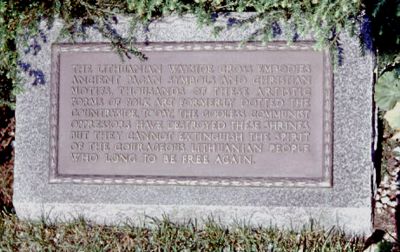 THE LITHUANIAN WAYSIDE CROSS EMBODIES
ANCIENT PAGAN SYMBOLS AND CHRISTIAN
MOTIFS. THOUSANDS OF THESE ARTISTIC
FORMS OF FOLK ART FORMERLY DOTTED THE
COUNTRYSIDE. TODAY, THE GODLESS COMMUNIST
OPPRESSORS HAVE DESTROYED THESE SHRINES
BUT THEY CANNOT EXTINGUISH THE SPIRIT
OF THE COURAGEOUS LITHUANIAN PEOPLE
WHO LONG TO BE FREE AGAIN.